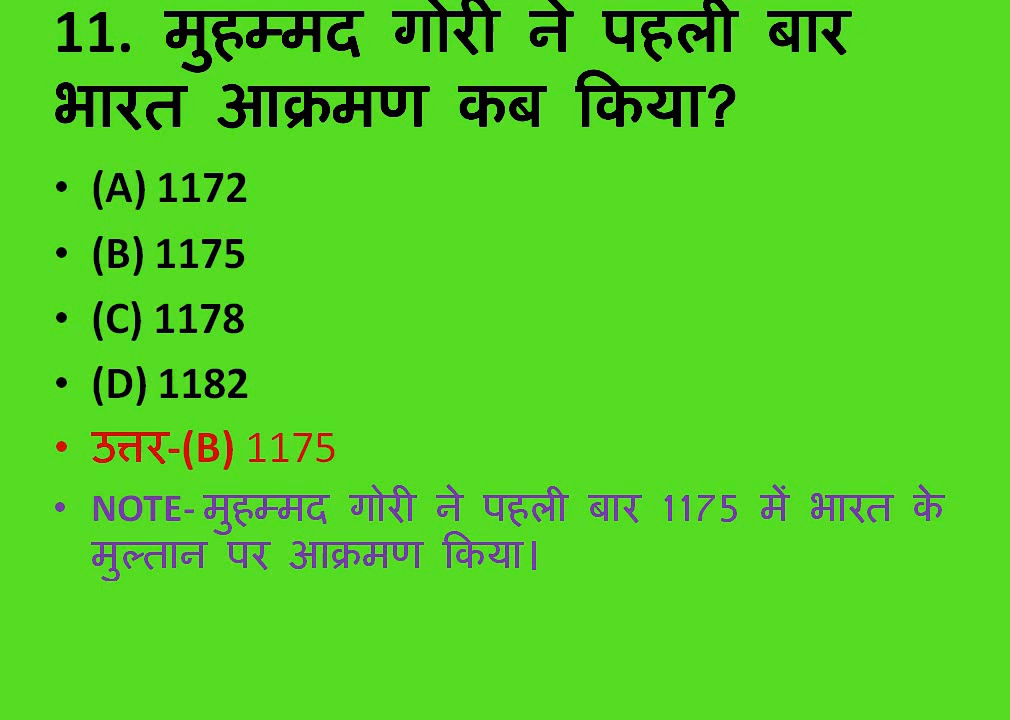 11. मुहम्मद गोरी ने पहली बार
भारत आक्रमण कब किया?
• (A) 1172
• (B) 1175
• (C) 1178
• (D) 1182
• उत्तर-(B) 1175
• NOTE- मुहम्मद गोरी ने पहली बार 1175 में भारत के
मुल्तान पर आक्रमण किया।